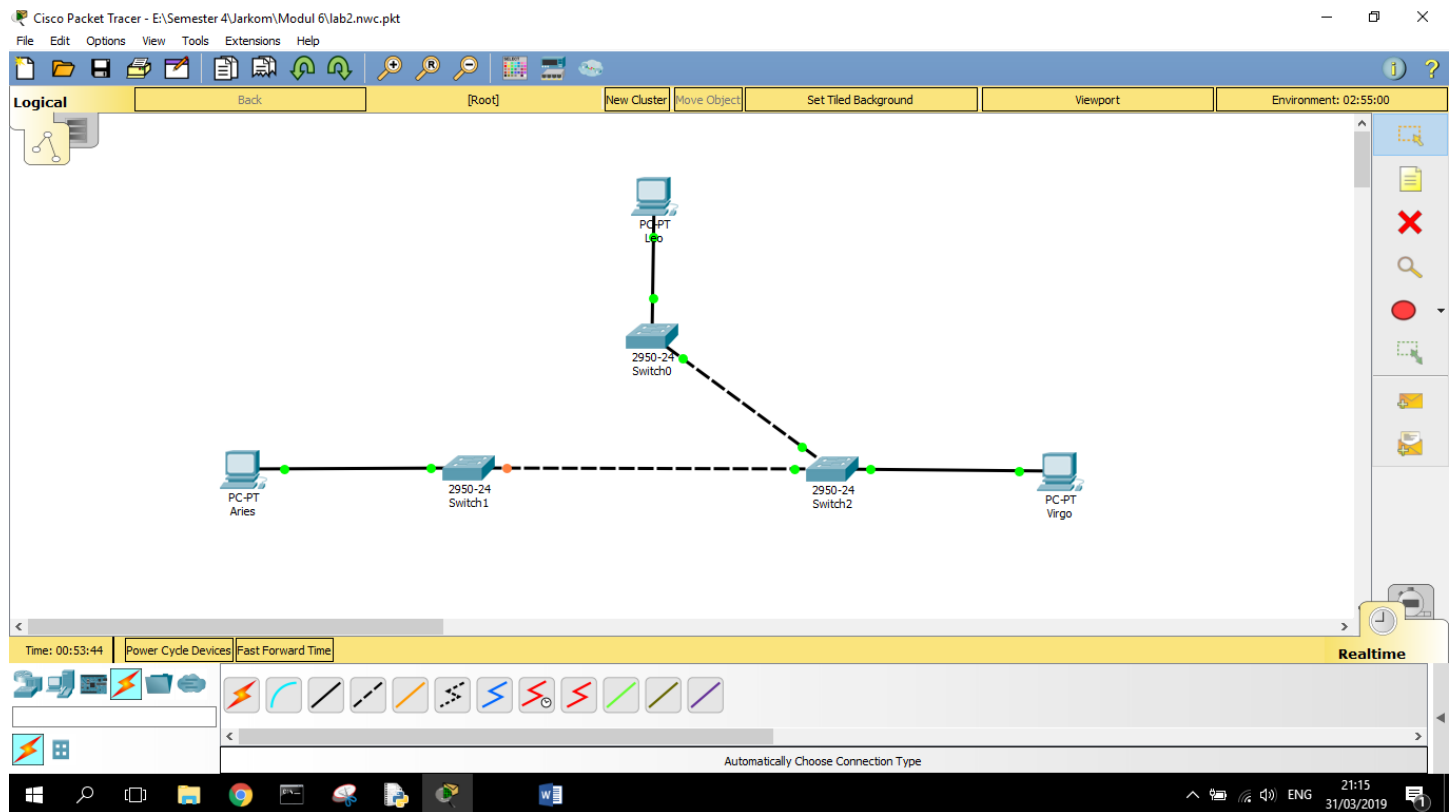 Cisco Packet Tracer - E:\Semester 4\Jarkom\Modul 6\lab2.nwc.pkt
File Edit Options View Tools Extensions Help
Logical Back [Root] New Cluster Move Object Set Tiled Background Viewport Environment: 02:55:00
PC-PT
Leo
2950-24
Switch0
PC-PT
Aries
2950-24
Switch1
2950-24
Switch2
PC-PT
Virgo
Time: 00:53:44 Power Cycle Devices Fast Forward Time Realtime
Automatically Choose Connection Type
ENG
21:15
31/03/2019
1